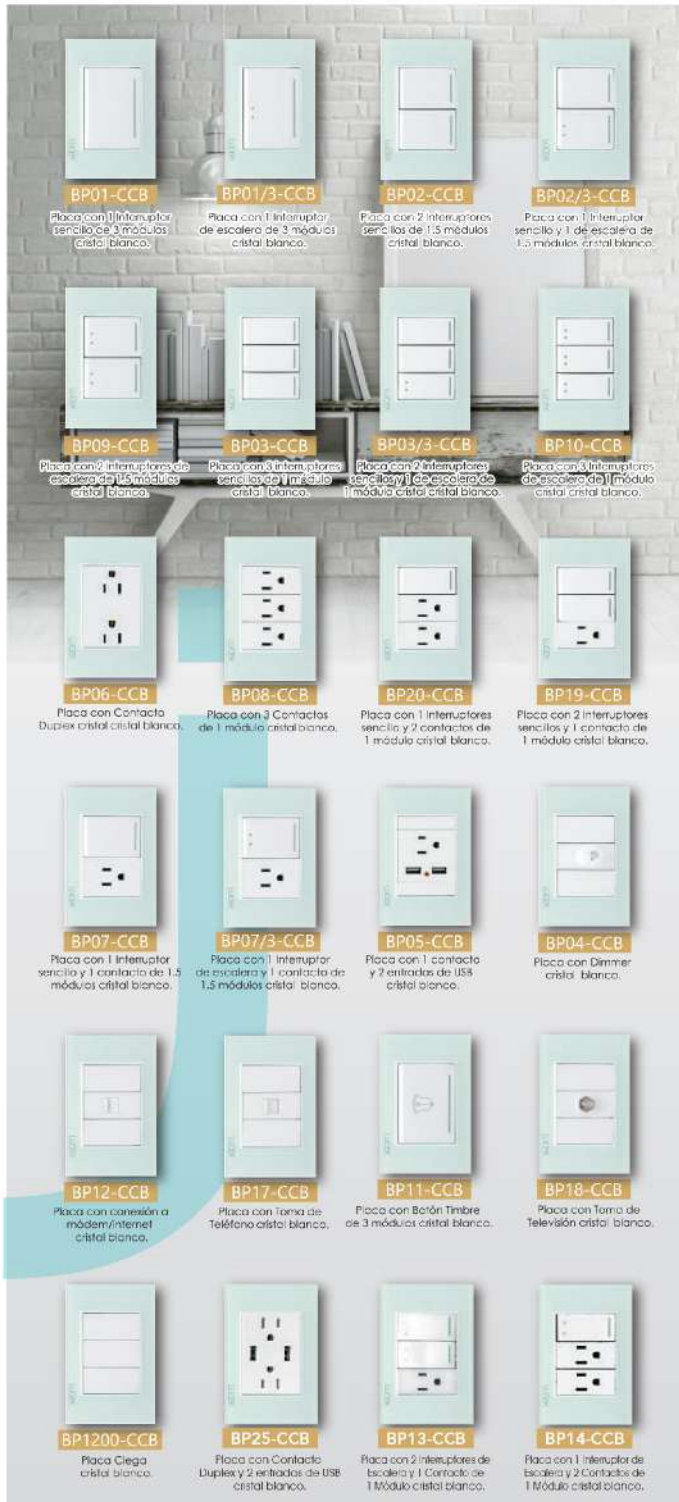 BP01-CCB
Placa con 1 Interruptor
sencillo de 3 módulos
cristal blanco.
BP01/3-CCB
Placa con 1 Interruptor
de escalera de 3 módulos
cristal blanco.
BP02-CCB
Placa con 2 Interruptores
sencillos de 1.5 módulos
cristal blanco.
BP02/3-CCB
Placa con 1 Interruptor
sencillo y 1 de escalera de
1.5 módulos cristal blanco.
BP09-CCB
Placa con 2 Interruptores de
escalera de 1.5 módulos
cristal blanco.
BP03-CCB
Placa con 3 interruptores
sencillos de 1 módulo
cristal blanco.
BP03/3-CCB
Placa con 2 Interruptores
sencillos y 1 de escalera de
1 módulo cristal cristal blanco.
BP10-CCB
Placa con 3 Interruptores
de escalera de 1 módulo
cristal cristal blanco.
BP06-CCB
Placa con Contacto
Duplex cristal cristal blanco.
BP08-CCB
Placa con 3 Contactos
de 1 módulo cristal blanco.
BP20-CCB
Placa con 1 Interruptores
sencillo y 2 contactos de
1 módulo cristal blanco.
BP19-CCB
Placa con 2 Interruptores
sencillos y 1 contacto de
1 módulo cristal blanco.
BP07-CCB
Placa con 1 Interruptor
sencillo y 1 contacto de 1.5
módulos cristal blanco.
BP07/3-CCB
Placa con 1 Interruptor
de escalera y 1 contacto de
1.5 módulos cristal blanco.
BP05-CCB
Placa con 1 contacto
y 2 entradas de USB
cristal blanco.
BP04-CCB
Placa con Dimmer
cristal blanco.
BP12-CCB
Placa con conexión a
módem/internet
cristal blanco.
BP17-CCB
Placa con Toma de
Teléfono cristal blanco.
BP11-CCB
Placa con Botón Timbre
de 3 módulos cristal blanco.
BP18-CCB
Placa con Toma de
Televisión cristal blanco.
BP1200-CCB
Placa Ciega
cristal blanco.
BP25-CCB
Placa con Contacto
Duplex y 2 entradas de USB
cristal blanco.
BP13-CCB
Placa con 2 Interruptores de
Escalera y 1 Contacto de
1 Módulo cristal blanco.
BP14-CCB
Placa con 1 Interruptor de
Escalera y 2 Contactos de
1 Módulo cristal blanco.